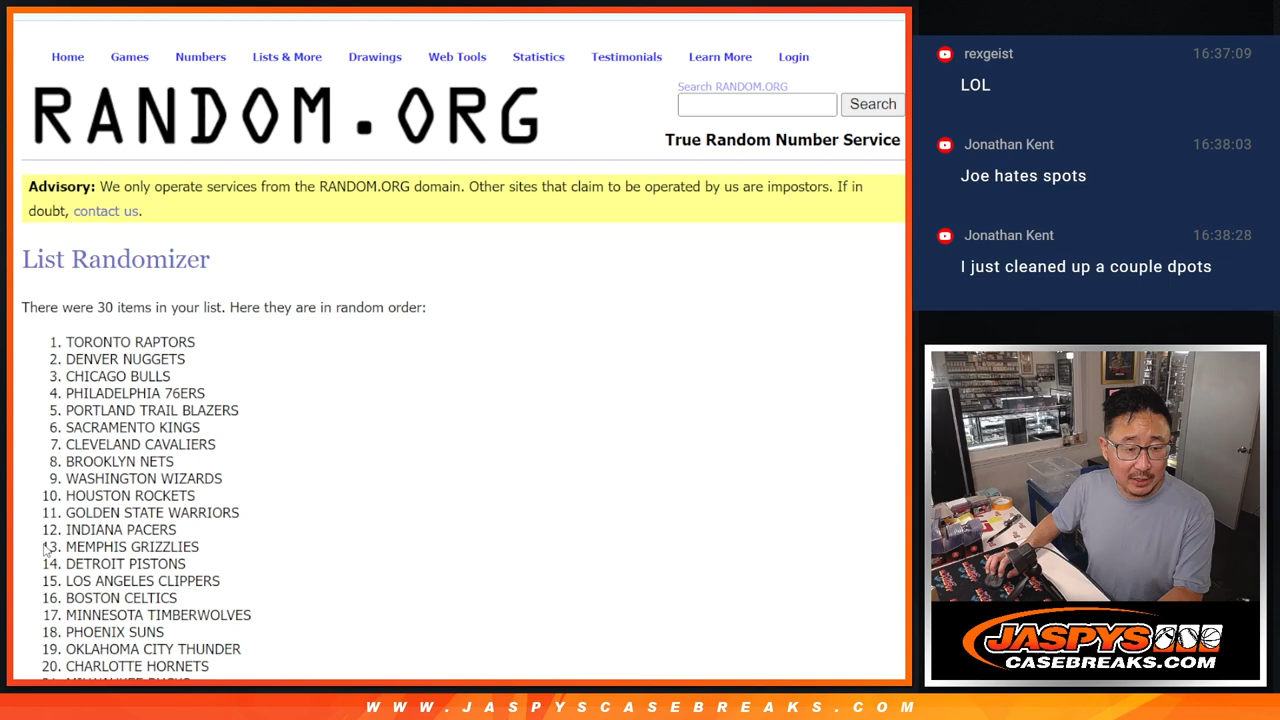 Home Games Numbers Lists & More Drawings Web Tools Statistics Testimonials Learn More Login
RANDOM.ORG
Search RANDOM.ORG
Search
True Random Number Service
Advisory: We only operate services from the RANDOM.ORG domain. Other sites that claim to be operated by us are impostors. If in
doubt, contact us.
List Randomizer
There were 30 items in your list. Here they are in random order:
1. TORONTO RAPTORS
2. DENVER NUGGETS
3. CHICAGO BULLS
4. PHILADELPHIA 76ERS
5. PORTLAND TRAIL BLAZERS
6. SACRAMENTO KINGS
7. CLEVELAND CAVALIERS
8. BROOKLYN NETS
9. WASHINGTON WIZARDS
10. HOUSTON ROCKETS
11. GOLDEN STATE WARRIORS
12. INDIANA PACERS
13. MEMPHIS GRIZZLIES
14. DETROIT PISTONS
15. LOS ANGELES CLIPPERS
16. BOSTON CELTICS
17. MINNESOTA TIMBERWOLVES
18. PHOENIX SUNS
19. OKLAHOMA CITY THUNDER
20. CHARLOTTE HORNETS
rexgeist 16:37:09
LOL
Jonathan Kent 16:38:03
Joe hates spots
Jonathan Kent 16:38:28
I just cleaned up a couple dpots
JASPYS
CASEBREAKS.COM
WWW.JASPYSCASEBREAKS.COM